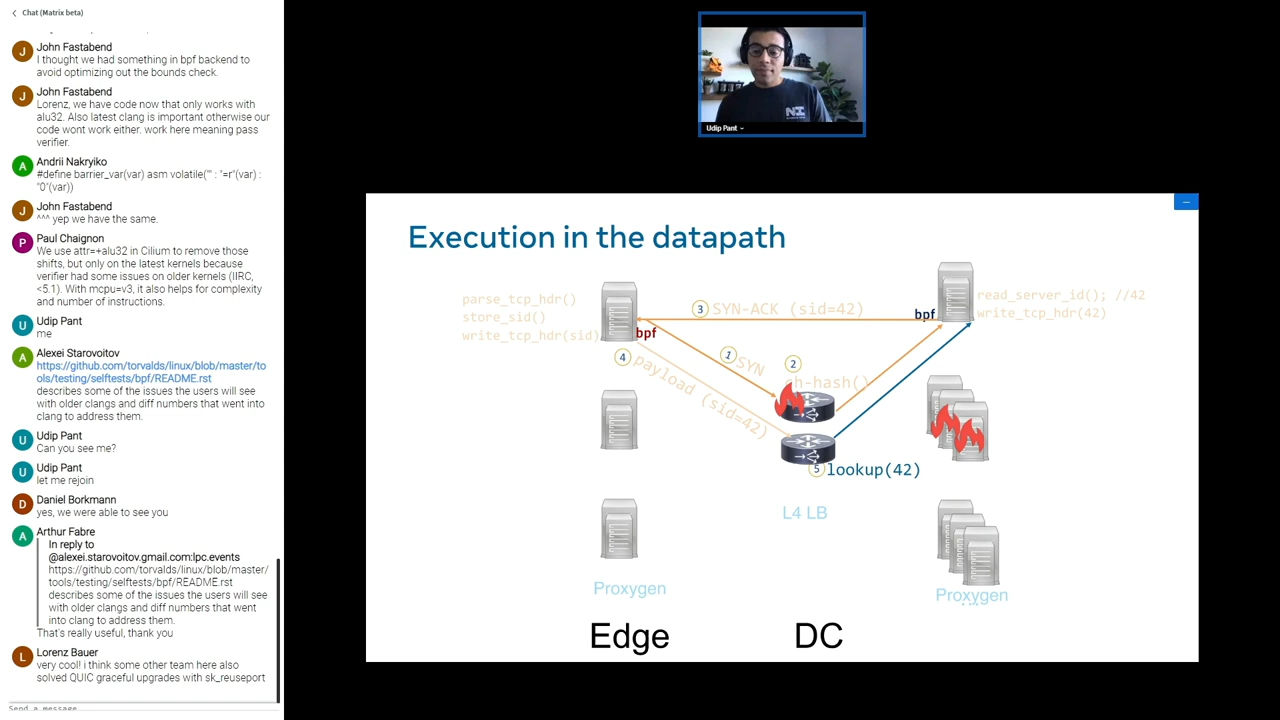 Chat (Matrix beta)
J
John Fastabend
I thought we had something in bpf backend to
avoid optimizing out the bounds check.
J
John Fastabend
Lorenz, we have code now that only works with
alu32. Also latest clang is important otherwise our
code wont work either. work here meaning pass
verifier.
A
Andrii Nakryiko
#define barrier_var(var) asm volatile("" : "=r"(var) :
"0"(var))
J
John Fastabend
^^^ yep we have the same.
P
Paul Chaignon
We use attr=+alu32 in Cilium to remove those
shifts, but only on the latest kernels because
verifier had some issues on older kernels (IIRC,
<5.1). With mcpu=v3, it also helps for complexity
and number of instructions.
U
Udip Pant
me
A
Alexei Starovoitov
https://github.com/torvalds/linux/blob/master/to
ols/testing/selftests/bpf/README.rst
describes some of the issues the users will see
with older clangs and diff numbers that went into
clang to address them.
U
Udip Pant
Can you see me?
U
Udip Pant
let me rejoin
D
Daniel Borkmann
yes, we were able to see you
A
Arthur Fabre
In reply to
@alexei.starovoitov.gmail.com:lpc.events
https://github.com/torvalds/linux/blob/master/
tools/testing/selftests/bpf/README.rst
describes some of the issues the users will see
with older clangs and diff numbers that went
into clang to address them.
That's really useful, thank you
L
Lorenz Bauer
very cool! i think some other team here also
solved QUIC graceful upgrades with sk_reuseport
Send a message
Udip Pant
Execution in the datapath
parse_tcp_hdr()
store_sid()
write_tcp_hdr(sid)
bpf
3 SYN-ACK (sid=42)
bpf
read_server_id(); //42
write_tcp_hdr(42)
1 SYN
2
ch-hash()
4 payload (sid=42)
5 lookup(42)
L4 LB
Proxygen
Proxygen
Edge
DC